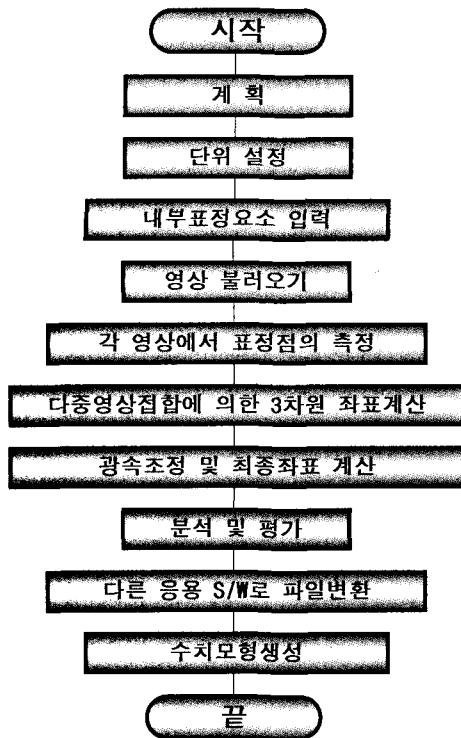 시작
계 획
단위 설정
내부표정요소 입력
영상 불러오기
각 영상에서 표정점의 측정
다중영상접합에 의한 3차원 좌표계산
광속조정 및 최종좌표 계산
분석 및 평가
다른 응용 S/W로 파일변환
수치모형생성
끝